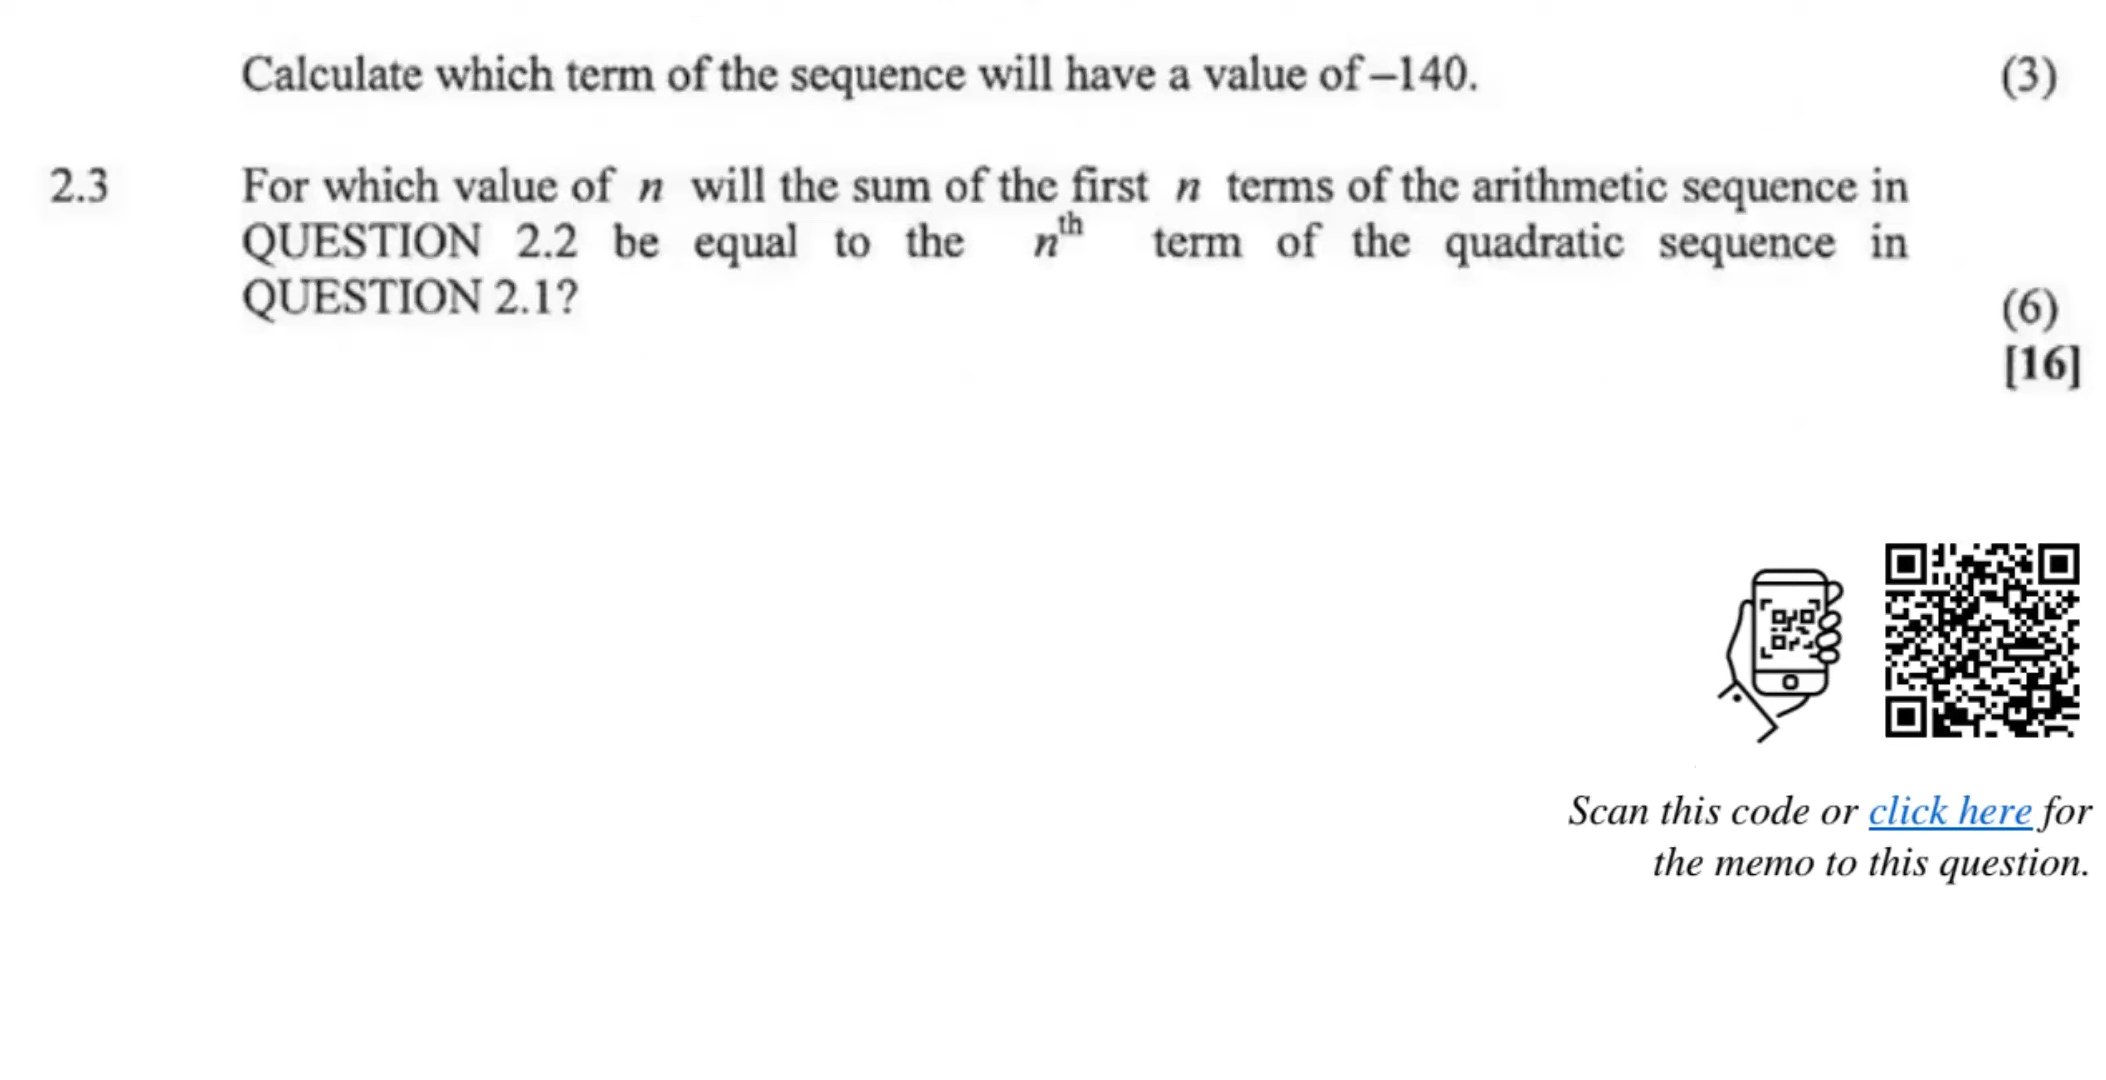 Calculate which term of the sequence will have a value of –140. (3)
2.3 For which value of n will the sum of the first n terms of the arithmetic sequence in
QUESTION 2.2 be equal to the nth term of the quadratic sequence in
QUESTION 2.1? (6)
[16]
Scan this code or click here for
the memo to this question.